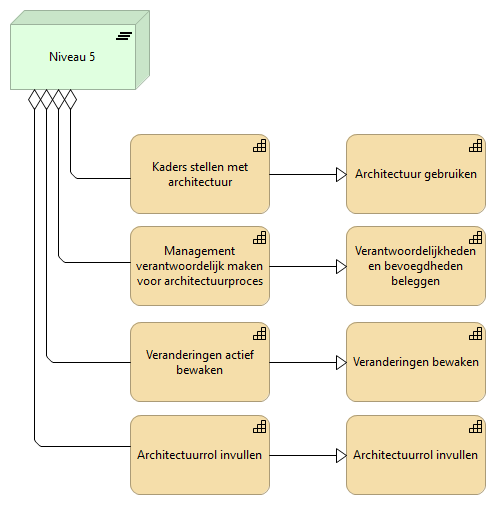 Niveau 5
Kaders stellen met
architectuur
Architectuur gebruiken
Management
verantwoordelijk maken
voor architectuurproces
Verantwoordelijkheden
en bevoegdheden
beleggen
Veranderingen actief
bewaken
Veranderingen bewaken
Architectuurrol invullen
Architectuurrol invullen